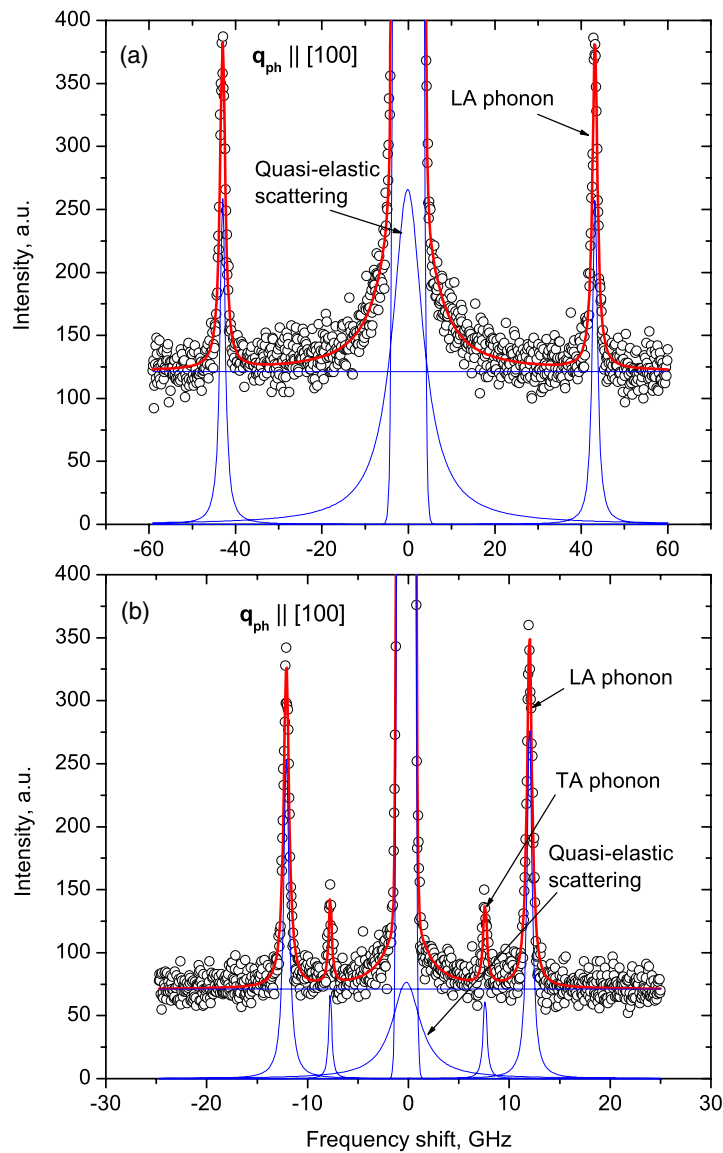 400
350
300
250
200
150
100
50
0
Intensity, a.u.
(a)
q_ph || [100]
LA phonon
Quasi-elastic
scattering
-60 -40 -20 0 20 40 60
400
350
300
250
200
150
100
50
0
Intensity, a.u.
(b)
q_ph || [100]
LA phonon
TA phonon
Quasi-elastic
scattering
-30 -20 -10 0 10 20 30
Frequency shift, GHz